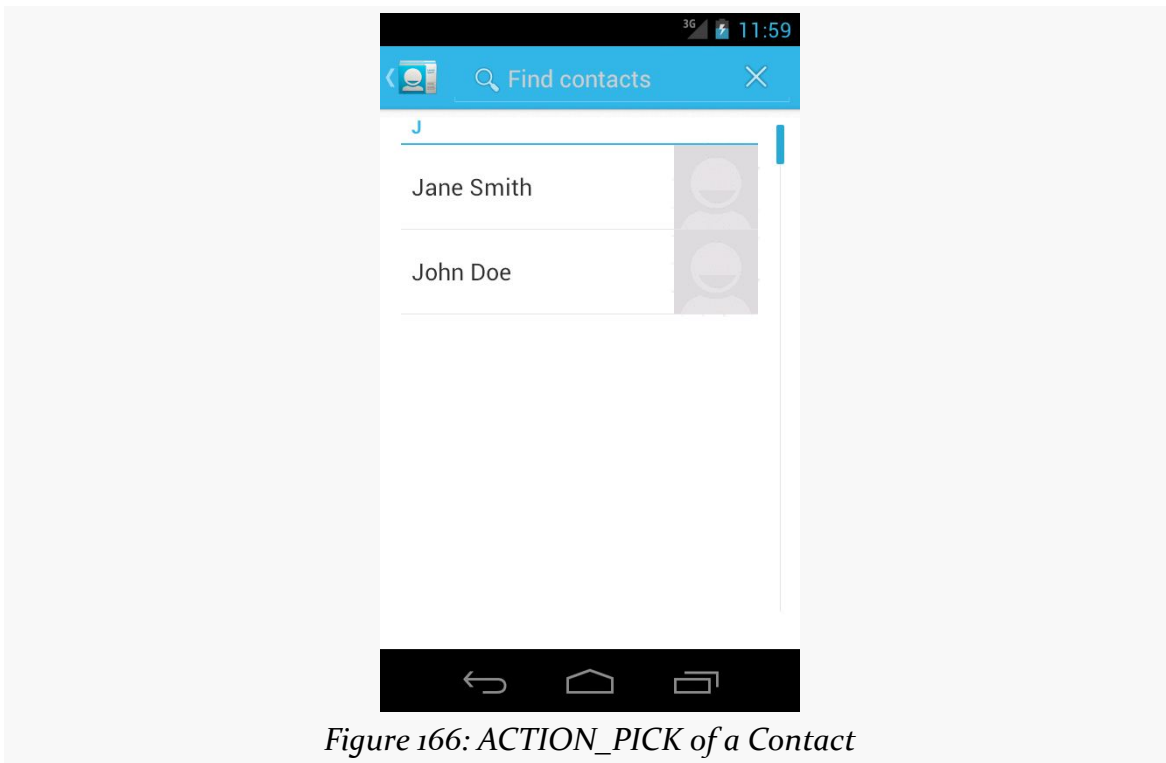 3G 11:59
Find contacts
J
Jane Smith
John Doe
Figure 166: ACTION_PICK of a Contact